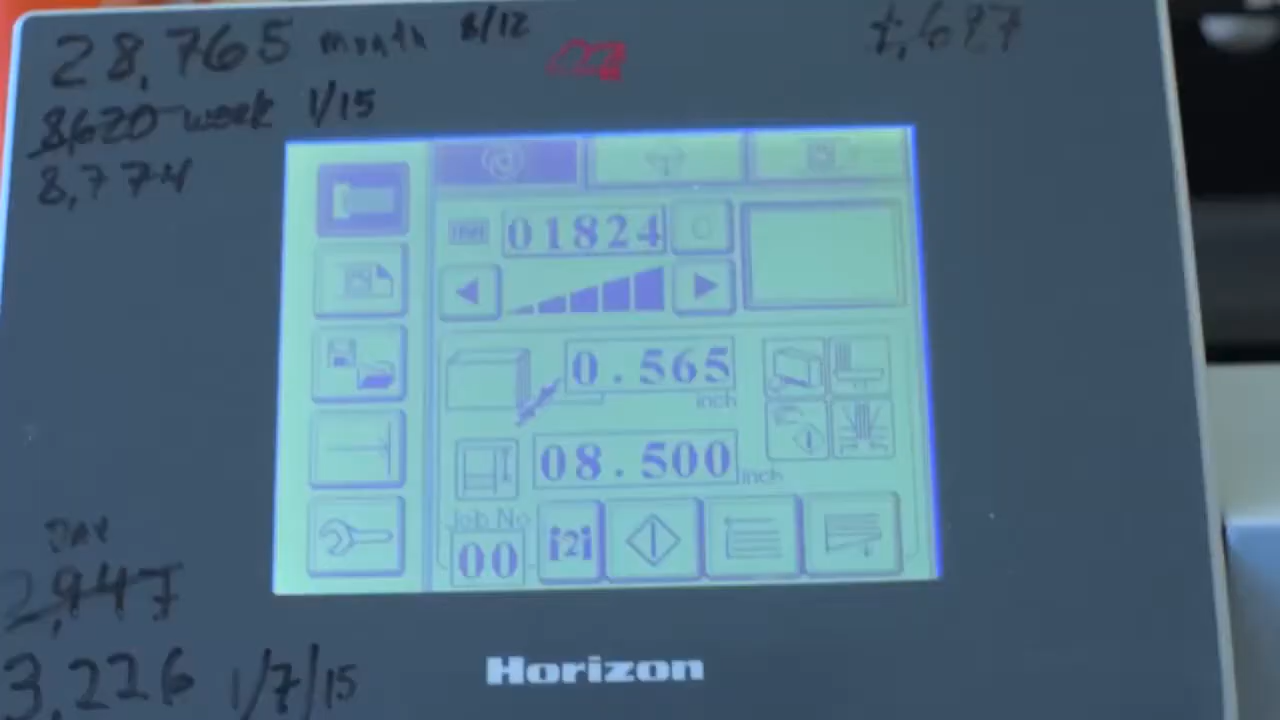 28,765 month 8/12
8620 week 1/15
8,774
01824
0.565
inch
08.500
inch
Job No
00
i2i
DAY
2,947
3,226 1/7/15
Horizon